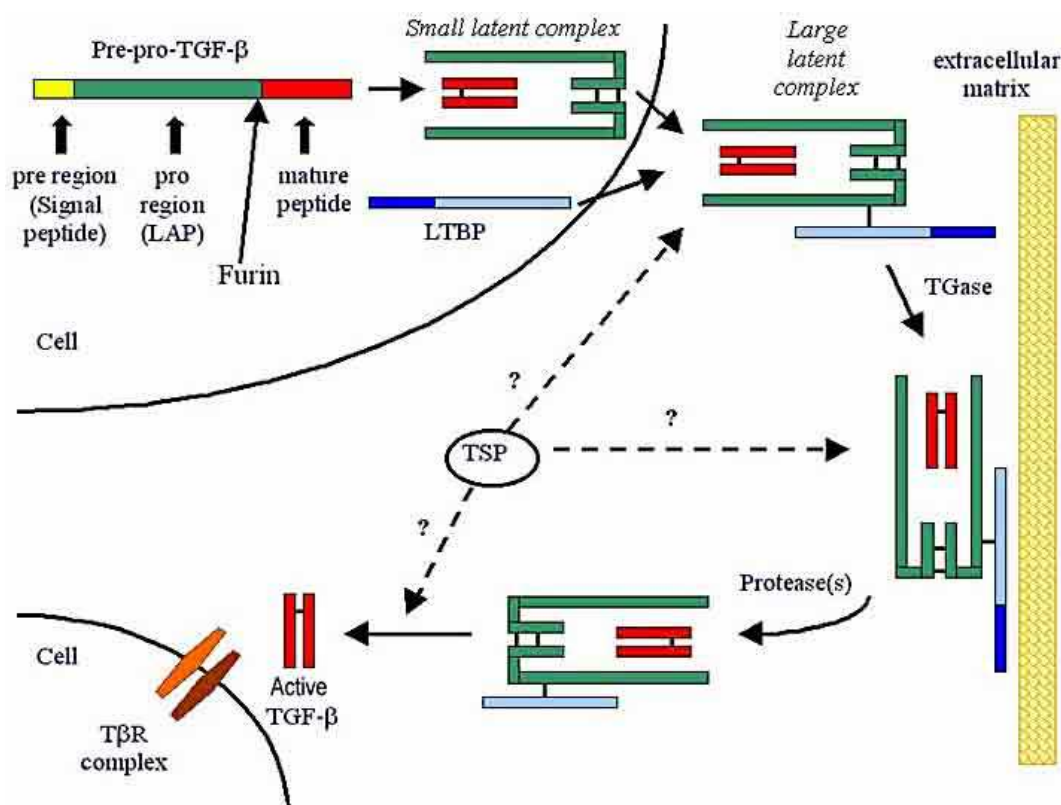 Pre-pro-TGF-β
Small latent complex
Large
latent
complex
extracellular
matrix
pre region
(Signal
peptide)
pro
region
(LAP)
mature
peptide
Furin
LTBP
TGase
Cell
?
?
TSP
?
Protease(s)
Cell
Active
TGF-β
TβR
complex